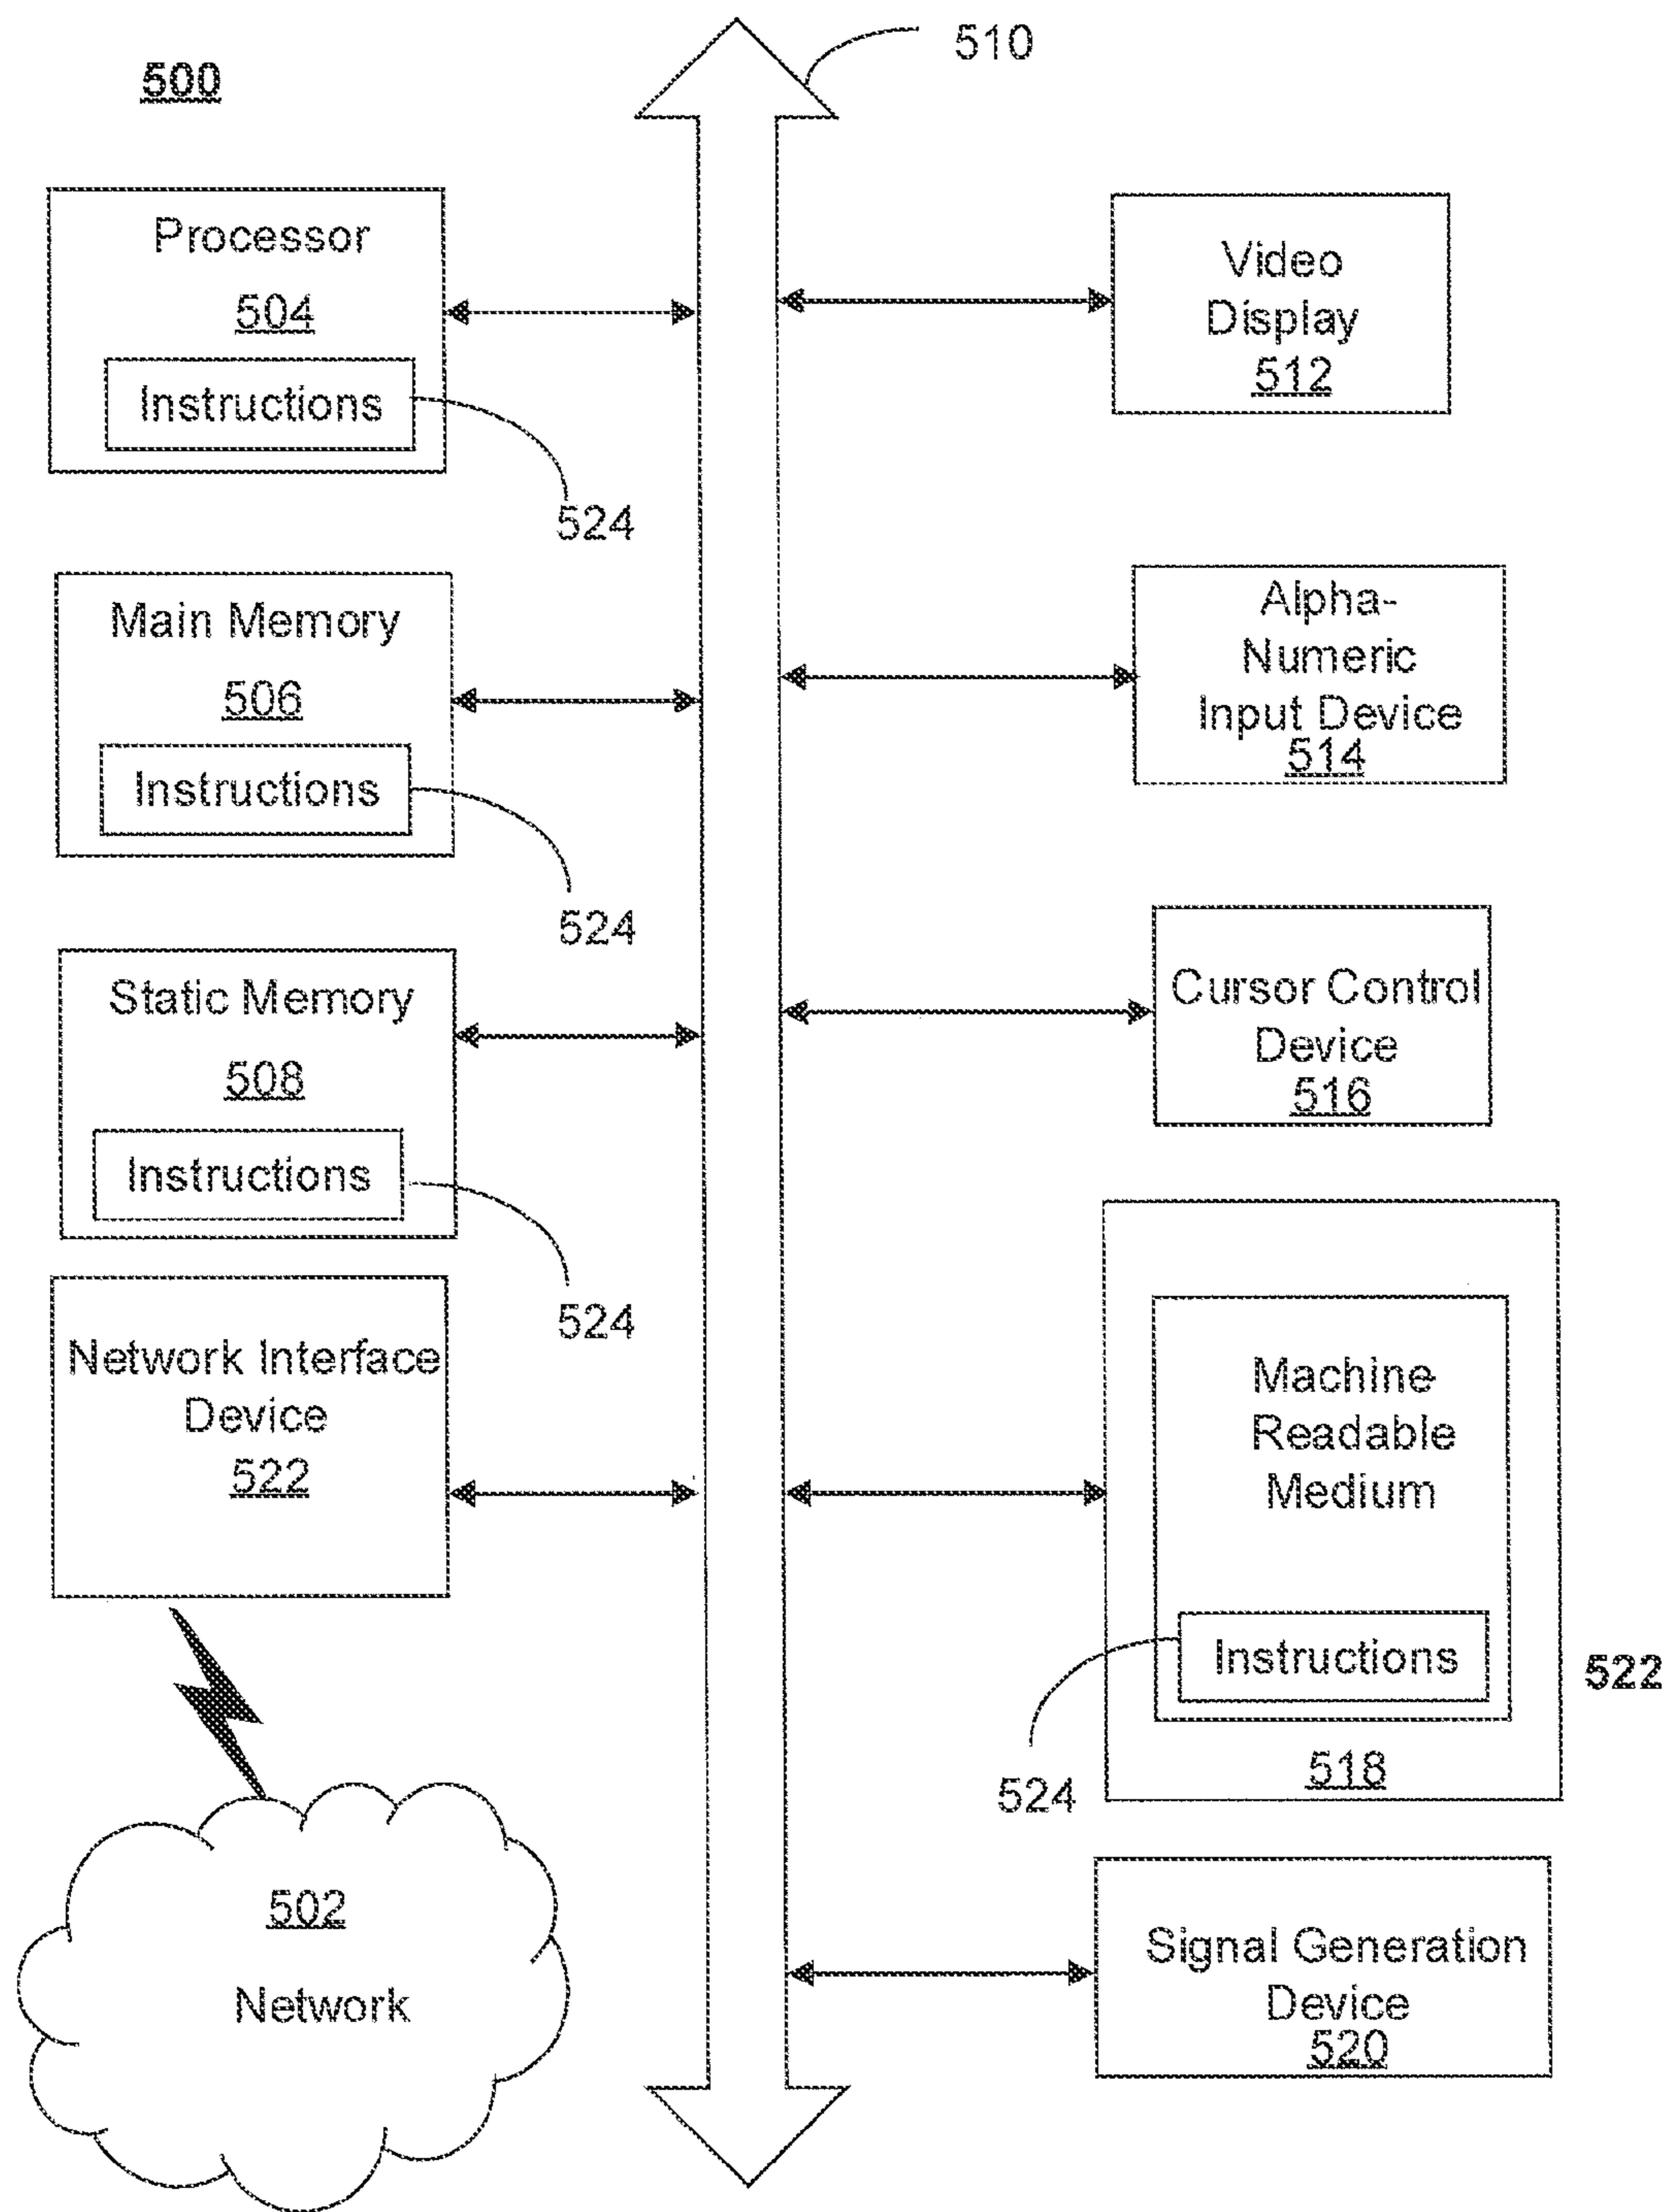 500
510
Processor
504
Instructions
524
Main Memory
506
Instructions
524
Static Memory
508
Instructions
524
Network Interface
Device
522
502
Network
Video
Display
512
Alpha-
Numeric
Input Device
514
Cursor Control
Device
516
Machine
Readable
Medium
Instructions
522
524
518
Signal Generation
Device
520